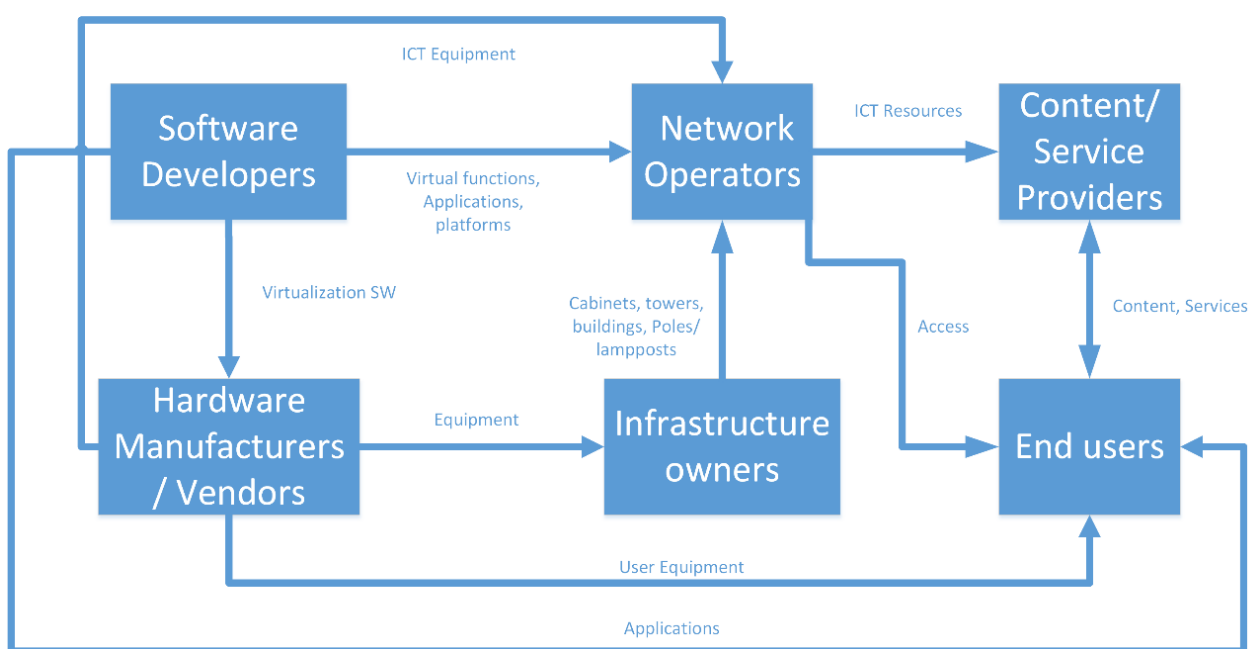 ICT Equipment
Software
Developers
Network
Operators
ICT Resources
Content/
Service
Providers
Virtual functions,
Applications,
platforms
Virtualization SW
Cabinets, towers,
buildings, Poles/
lampposts
Access
Content, Services
Hardware
Manufacturers
/ Vendors
Equipment
Infrastructure
owners
End users
User Equipment
Applications